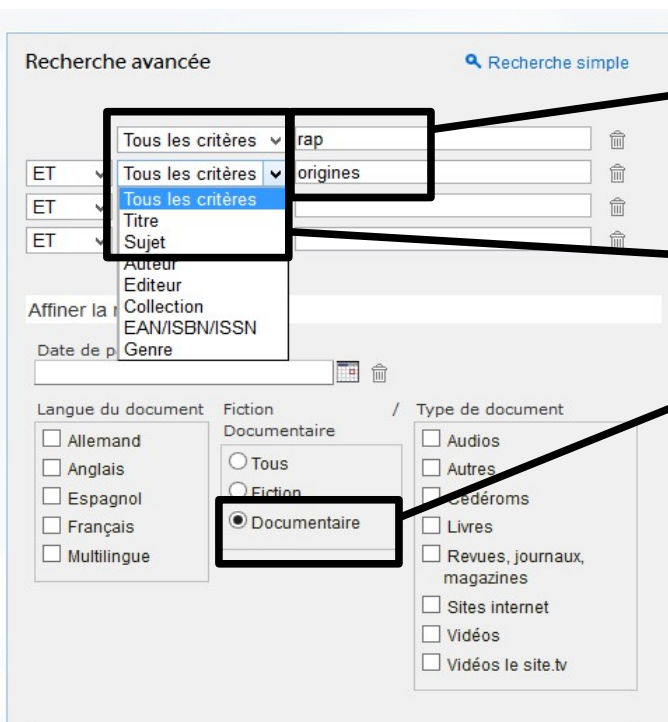 Recherche avancée
Recherche simple
Tous les critères rap
ET Tous les critères origines
ET
ET
Tous les critères
Titre
Sujet
Auteur
Editeur
Collection
EAN/ISBN/ISSN
Genre
Affiner la
Date de
Langue du document
Allemand
Anglais
Espagnol
Français
Multilingue
Fiction /
Documentaire
Tous
Fiction
Documentaire
Type de document
Audios
Autres
Cédéroms
Livres
Revues, journaux,
magazines
Sites internet
Vidéos
Vidéos le site.tv